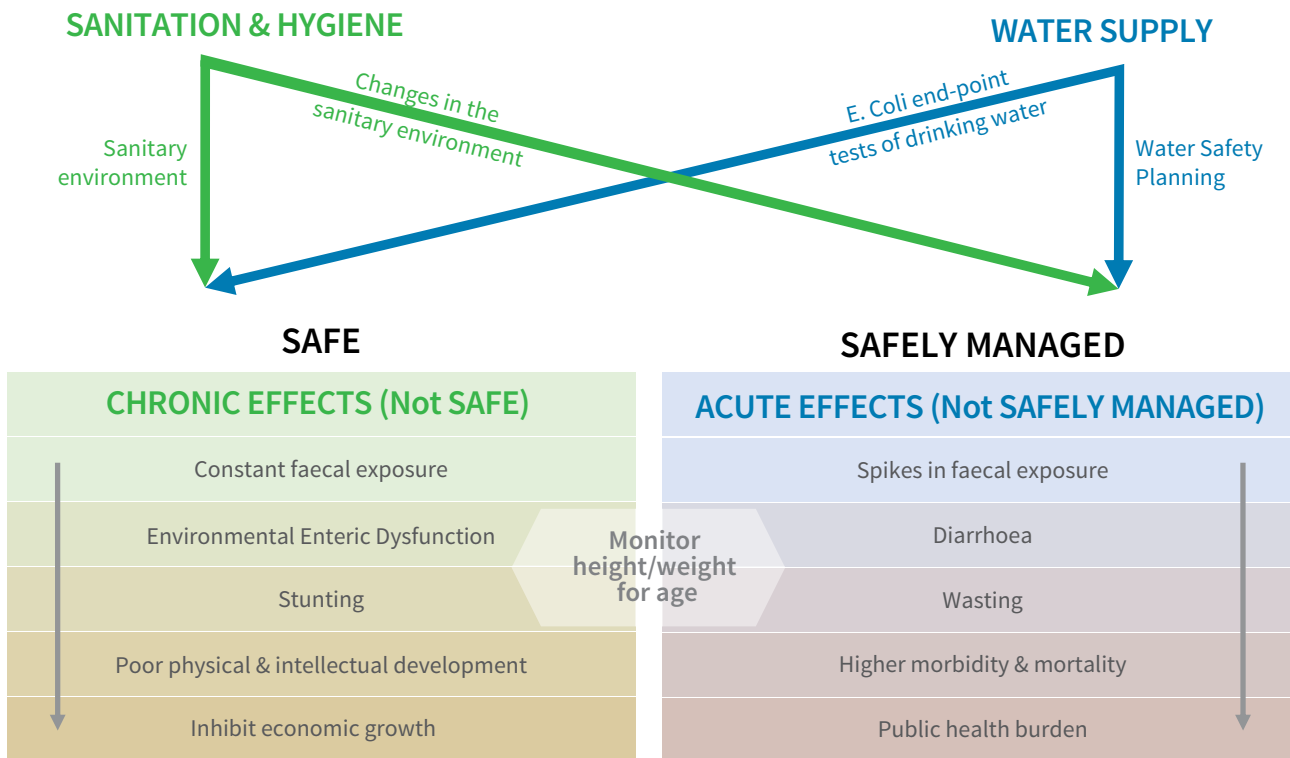 SANITATION & HYGIENE
WATER SUPPLY
Changes in the
sanitary environment
E. Coli end-point
tests of drinking water
Sanitary
environment
Water Safety
Planning
SAFE
SAFELY MANAGED
CHRONIC EFFECTS (Not SAFE)
Constant faecal exposure
Environmental Enteric Dysfunction
Stunting
Poor physical & intellectual development
Inhibit economic growth
Monitor
height/weight
for age
ACUTE EFFECTS (Not SAFELY MANAGED)
Spikes in faecal exposure
Diarrhoea
Wasting
Higher morbidity & mortality
Public health burden